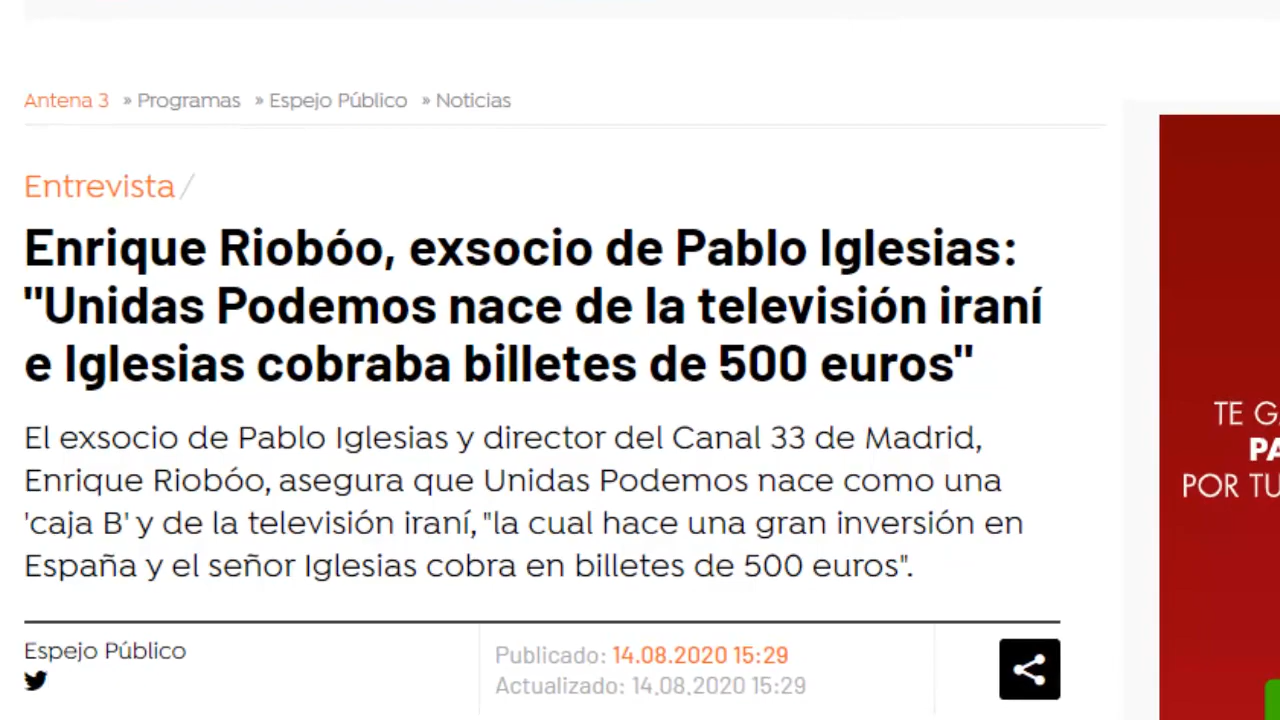 Antena 3 » Programas » Espejo Público » Noticias
Entrevista /
Enrique Riobóo, exsocio de Pablo Iglesias:
"Unidas Podemos nace de la televisión iraní
e Iglesias cobraba billetes de 500 euros"
El exsocio de Pablo Iglesias y director del Canal 33 de Madrid,
Enrique Riobóo, asegura que Unidas Podemos nace como una
'caja B' y de la televisión iraní, "la cual hace una gran inversión en
España y el señor Iglesias cobra en billetes de 500 euros".
Espejo Público
Publicado: 14.08.2020 15:29
Actualizado: 14.08.2020 15:29
TE GA
PA
POR TU